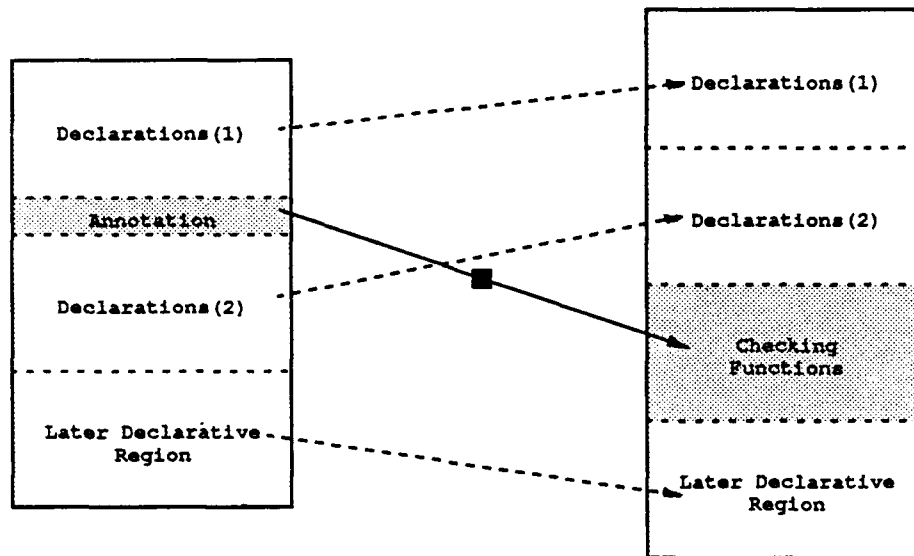 Declarations(1)
Annotation
Declarations(2)
Later Declarative
Region
Declarations(1)
Declarations(2)
Checking
Functions
Later Declarative
Region